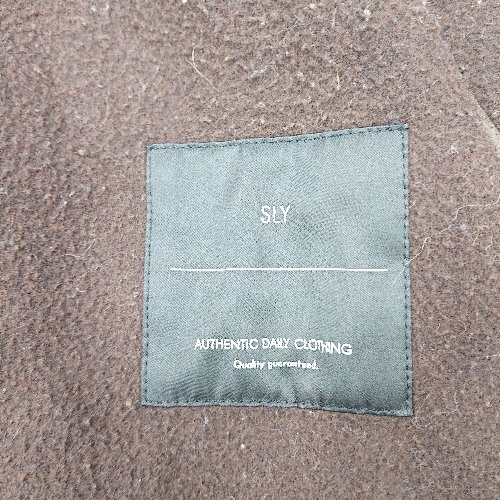 SLY
AUTHENTIC DAILY CLOTHING
Quality guaranteed.